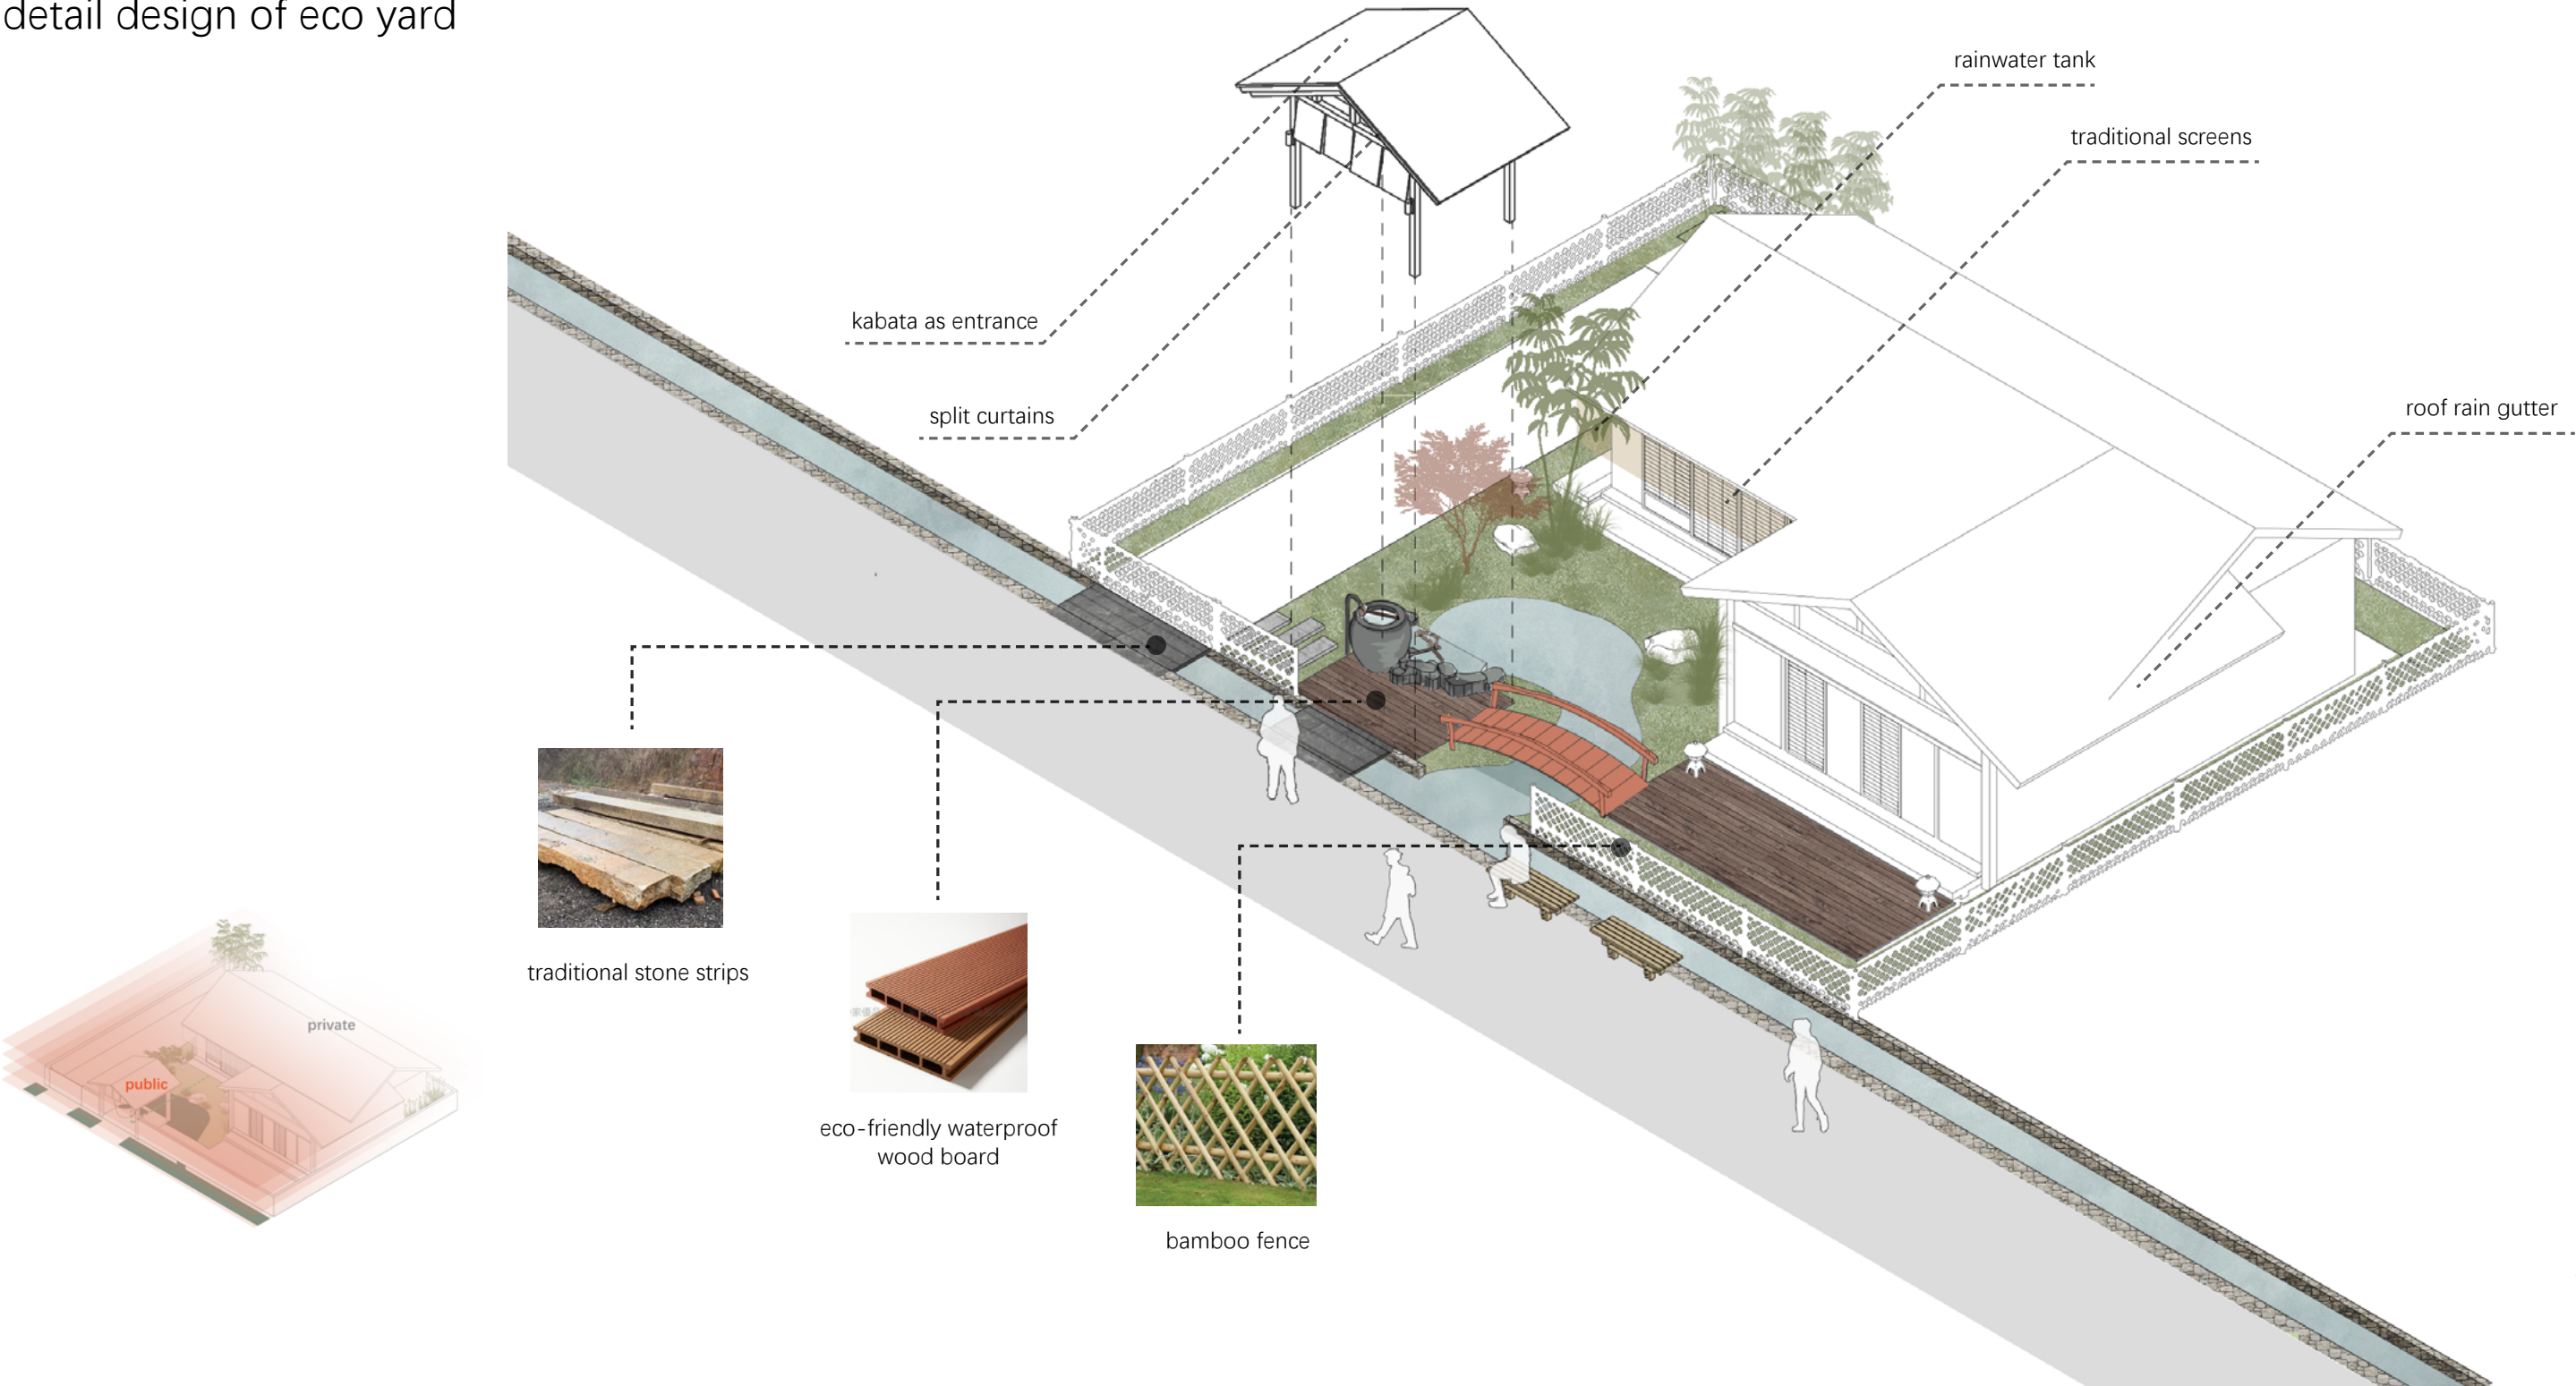 detail design of eco yard
rainwater tank
traditional screens
kabata as entrance
roof rain gutter
split curtains
traditional stone strips
private
public
eco-friendly waterproof
wood board
bamboo fence